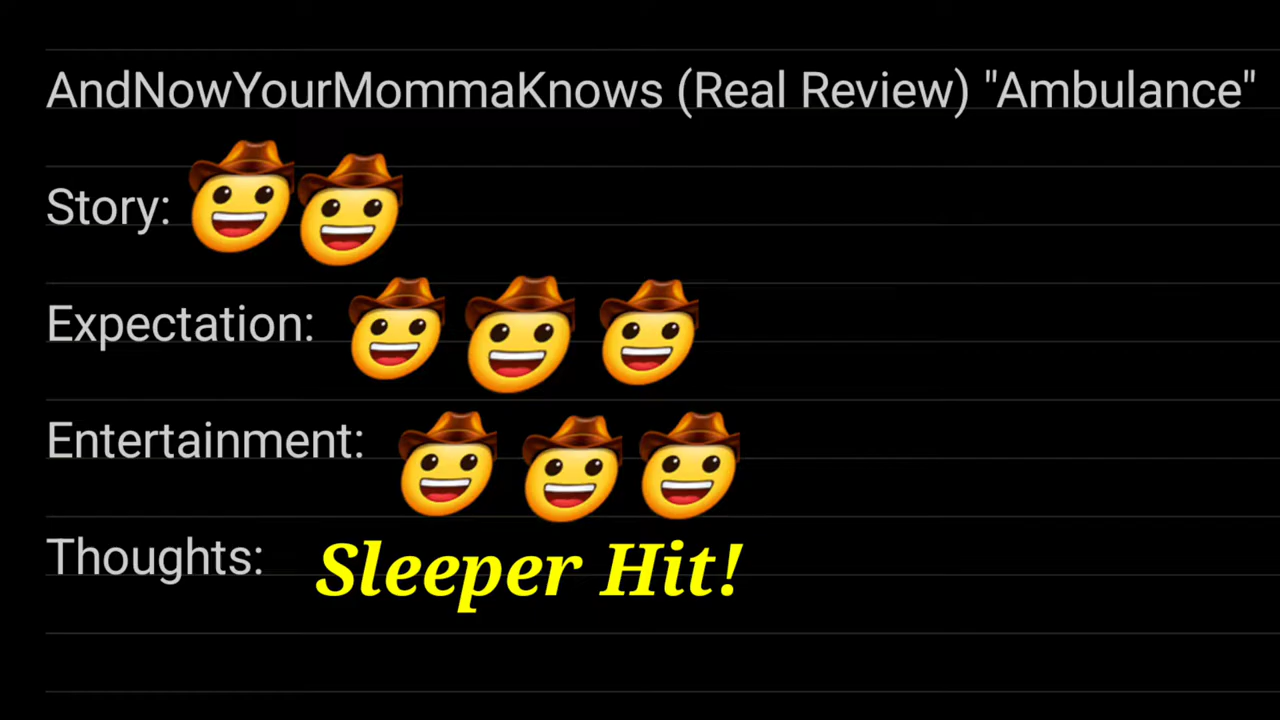 AndNowYourMommaKnows (Real Review) "Ambulance"
Story:
Expectation:
Entertainment:
Thoughts: Sleeper Hit!